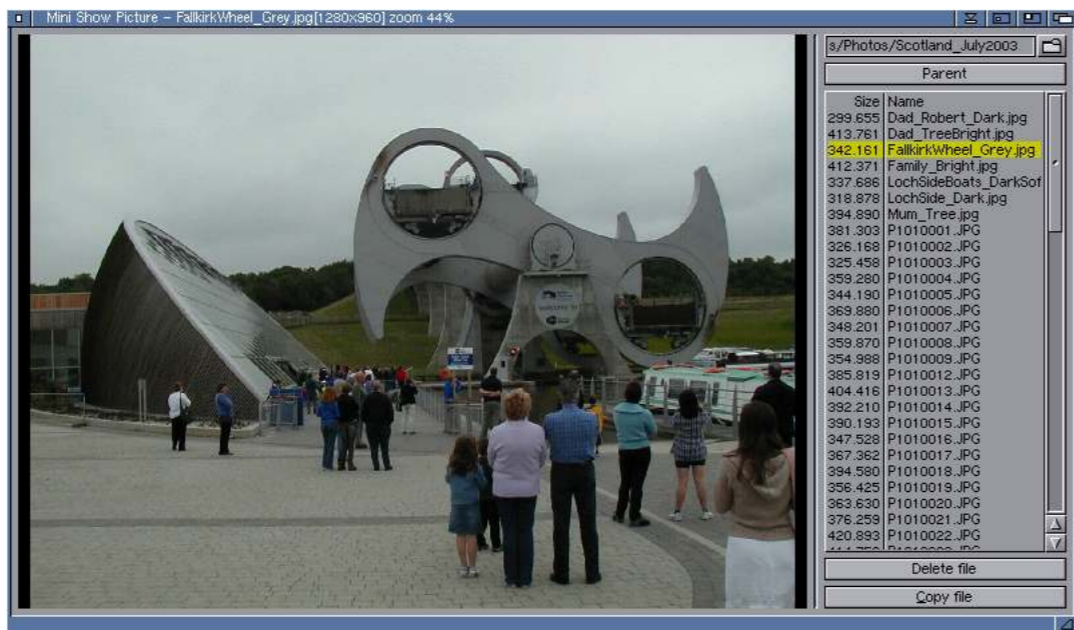 Mini Show Picture - FallkirkWheel_Grey.jpg[1280x960] zoom 44%
s/Photos/Scotland_July2003
Parent
Size Name
299.655 Dad_Robert_Dark.jpg
413.761 Dad_TreeBright.jpg
342.161 FallkirkWheel_Grey.jpg
412.371 Family_Bright.jpg
337.686 LochSideBoats_DarkSof
318.878 LochSide_Dark.jpg
394.890 Mum_Tree.jpg
381.303 P1010001.JPG
326.168 P1010002.JPG
325.458 P1010003.JPG
359.280 P1010004.JPG
344.190 P1010005.JPG
369.880 P1010006.JPG
348.201 P1010007.JPG
359.870 P1010008.JPG
354.988 P1010009.JPG
385.819 P1010012.JPG
404.416 P1010013.JPG
392.210 P1010014.JPG
390.193 P1010015.JPG
347.528 P1010016.JPG
367.362 P1010017.JPG
394.580 P1010018.JPG
356.425 P1010019.JPG
363.630 P1010020.JPG
376.259 P1010021.JPG
420.893 P1010022.JPG
Delete file
Copy file